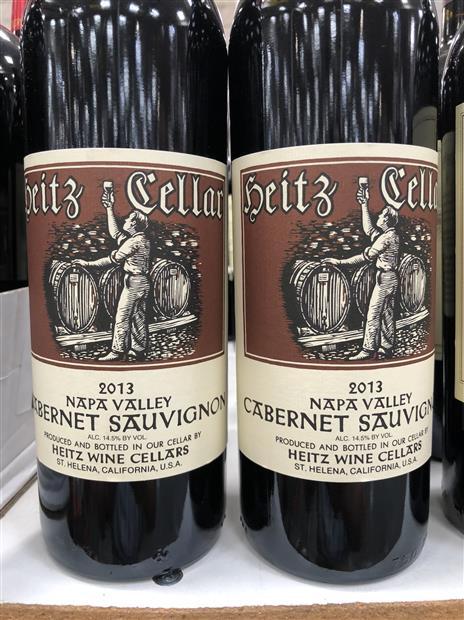 Heitz Cellar
2013
NAPA VALLEY
CABERNET SAUVIGNON
ALC. 14.5% BY VOL.
PRODUCED AND BOTTLED IN OUR CELLAR BY
HEITZ WINE CELLARS
ST. HELENA, CALIFORNIA, U.S.A.
Heitz Cella
2013
NAPA VALLEY
CABERNET SAUVIGNO
ALC. 14.5% BY VOL.
PRODUCED AND BOTTLED IN OUR CELLAR BY
HEITZ WINE CELLARS
ST. HELENA, CALIFORNIA, U.S.A.